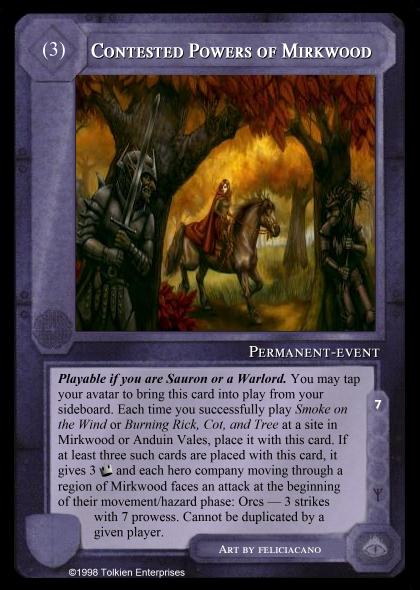 (3) CONTESTED POWERS OF MIRKWOOD
PERMANENT-EVENT
Playable if you are Sauron or a Warlord. You may tap
your avatar to bring this card into play from your
sideboard. Each time you successfully play Smoke on
the Wind or Burning Rick, Cot, and Tree at a site in
Mirkwood or Anduin Vales, place it with this card. If
at least three such cards are placed with this card, it
gives 3 and each hero company moving through a
region of Mirkwood faces an attack at the beginning
of their movement/hazard phase: Orcs — 3 strikes
with 7 prowess. Cannot be duplicated by a
given player.
7
ART BY FELICIACANO
©1998 Tolkien Enterprises